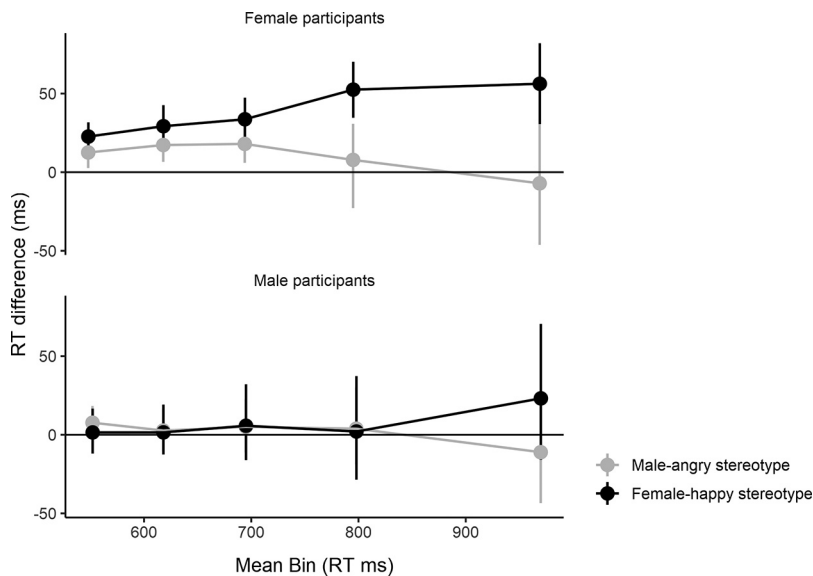 Female participants
50
0
-50
Male participants
50
0
-50
RT difference (ms)
600 700 800 900
Mean Bin (RT ms)
Male-angry stereotype
Female-happy stereotype